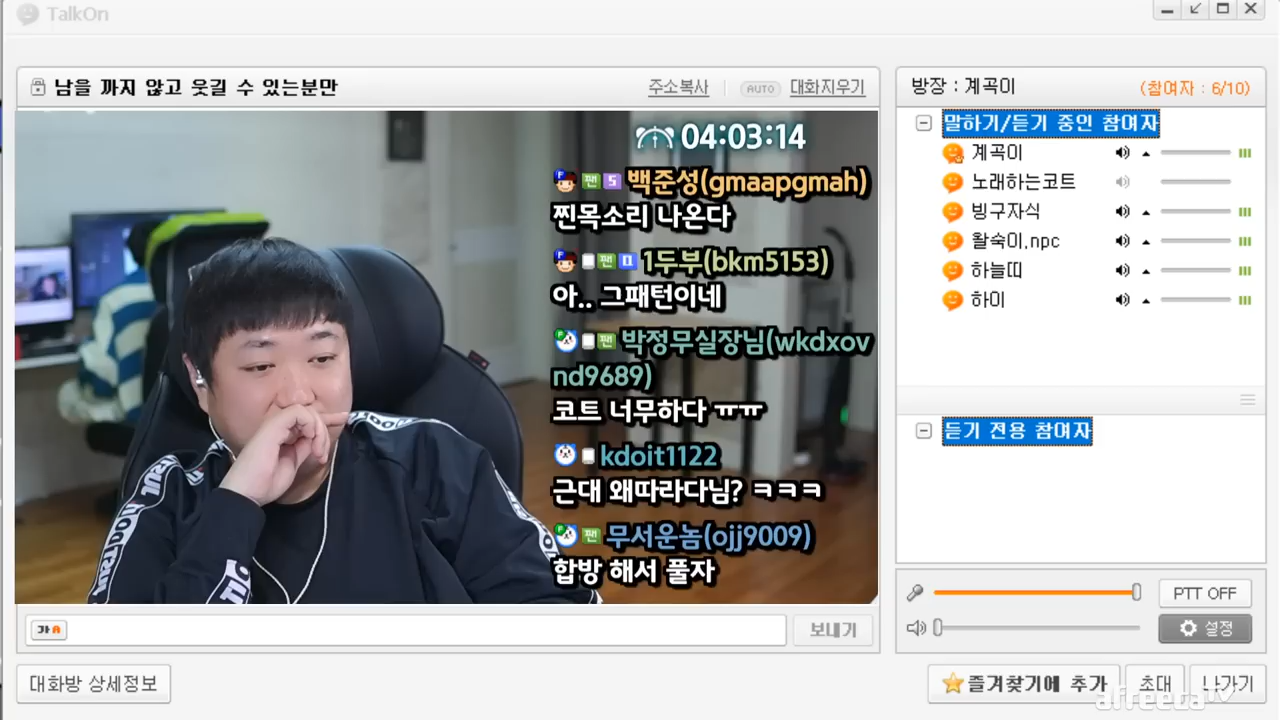 TalkOn
남을 까지 않고 웃길 수 있는분만
주소복사
AUTO
대화지우기
04:03:14
F 팬 S 백준성(gmaapgmah)
찐목소리 나온다
F 팬 1두부(bkm5153)
아.. 그패턴이네
F 팬 박정무실장님(wkdxov
nd9689)
코트 너무하다 ㅠㅠ
kdoit1122
근대 왜따라다님? ㅋㅋㅋ
F 팬 무서운놈(ojj9009)
합방 해서 풀자
가
보내기
대화방 상세정보
방장 : 계곡이
(참여자 : 6/10)
말하기/듣기 중인 참여자
계곡이
노래하는코트
빙구자식
왈숙이,npc
하늘띠
하이
듣기 전용 참여자
PTT OFF
설정
즐겨찾기에 추가
초대
나가기
afreecaTV